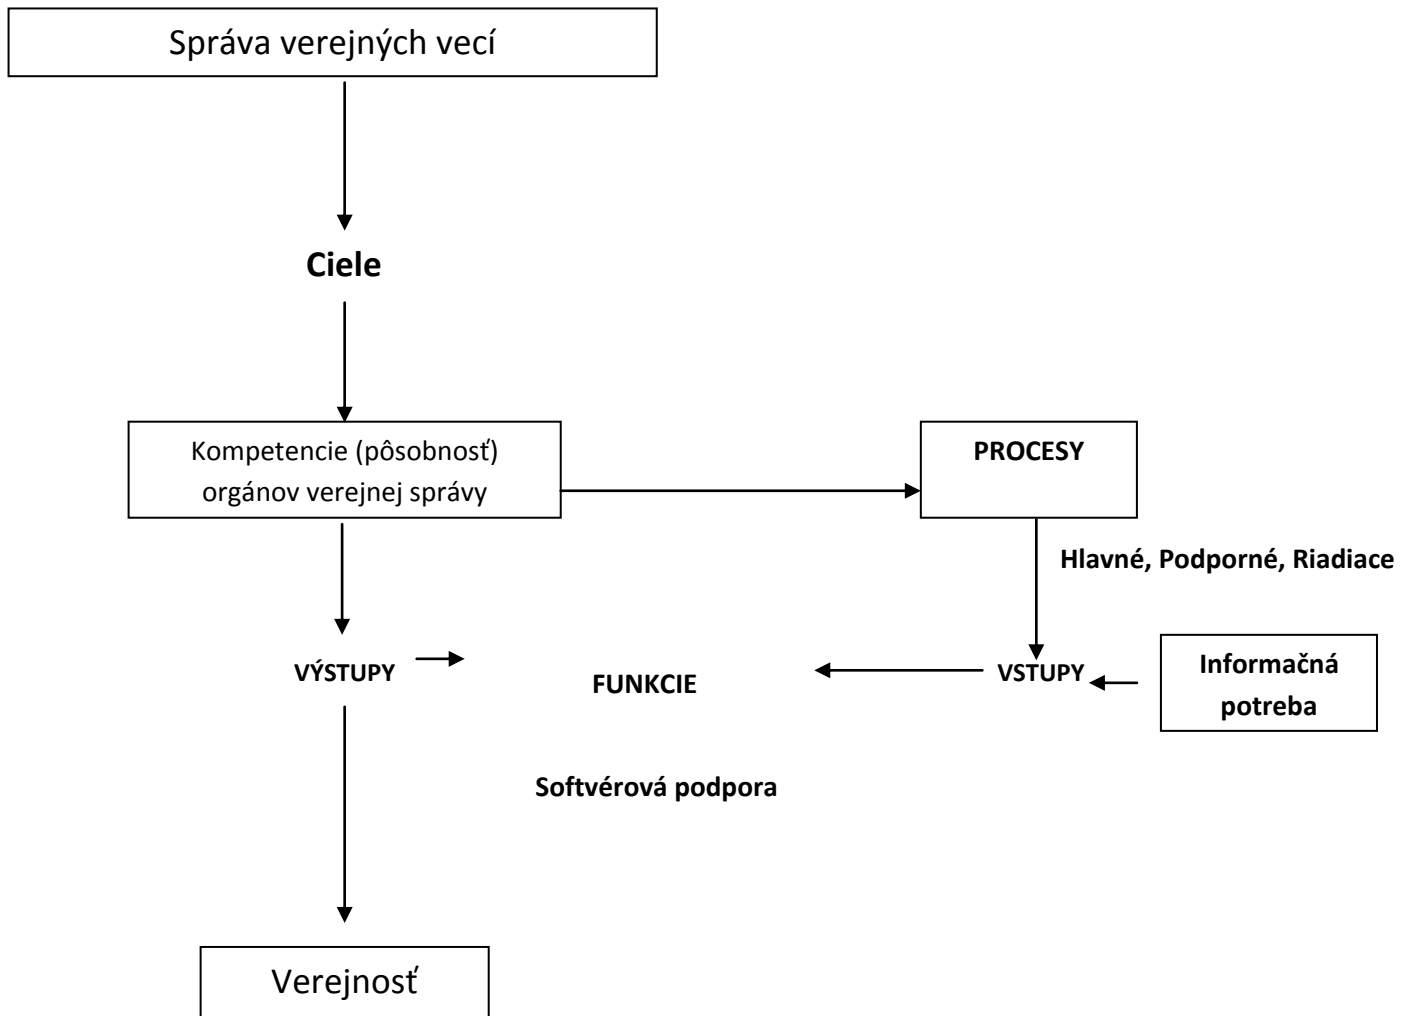 Správa verejných vecí
Ciele
Kompetencie (pôsobnosť)
orgánov verejnej správy
PROCESY
Hlavné, Podporné, Riadiace
VÝSTUPY
FUNKCIE
VSTUPY
Informačná
potreba
Softvérová podpora
Verejnosť